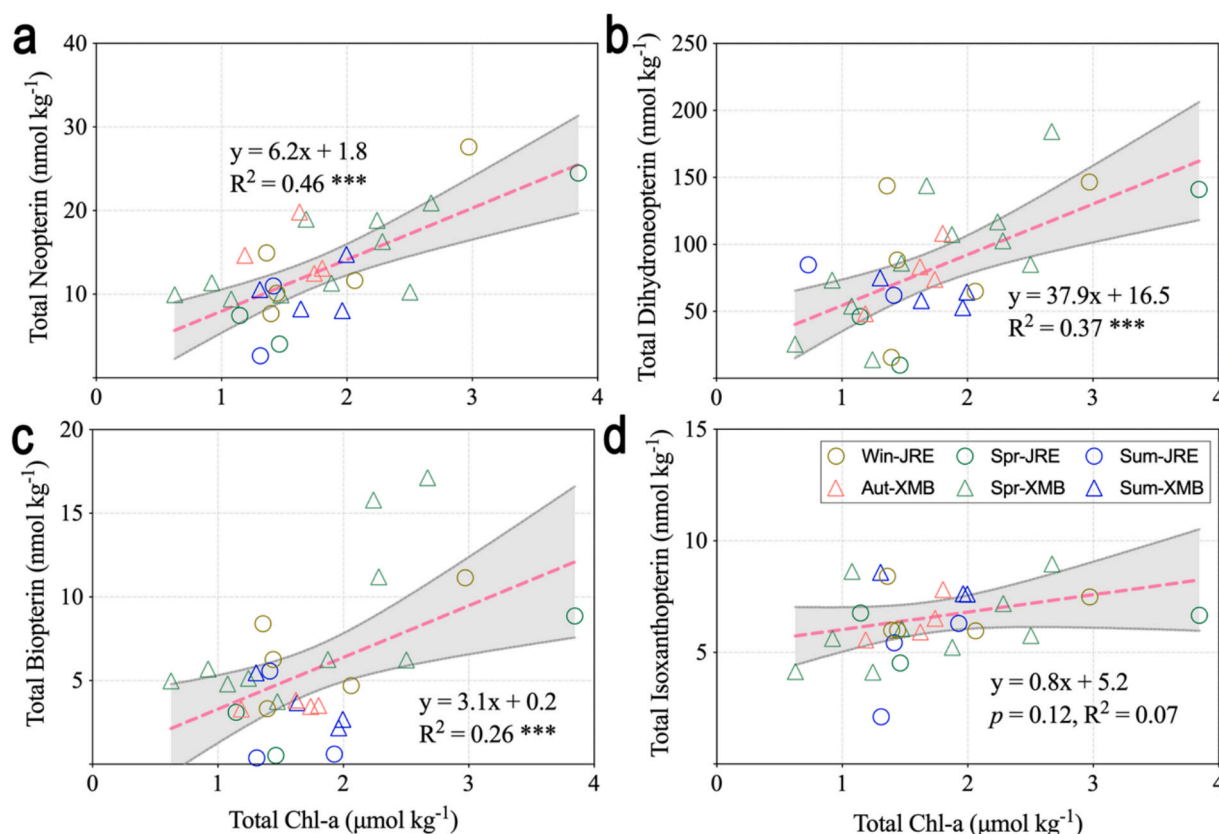 a
Total Neopterin (nmol kg⁻¹)
40
30
20
10
0
1
2
3
4
y = 6.2x + 1.8
R² = 0.46 ***
b
Total Dihydroneopterin (nmol kg⁻¹)
250
200
150
100
50
0
1
2
3
4
y = 37.9x + 16.5
R² = 0.37 ***
c
Total Biopterin (nmol kg⁻¹)
20
15
10
5
0
1
2
3
4
y = 3.1x + 0.2
R² = 0.26 ***
Total Chl-a (μmol kg⁻¹)
d
Total Isoxanthopterin (nmol kg⁻¹)
15
10
5
0
1
2
3
4
Win-JRE Spr-JRE Sum-JRE
Aut-XMB Spr-XMB Sum-XMB
y = 0.8x + 5.2
p = 0.12, R² = 0.07
Total Chl-a (μmol kg⁻¹)